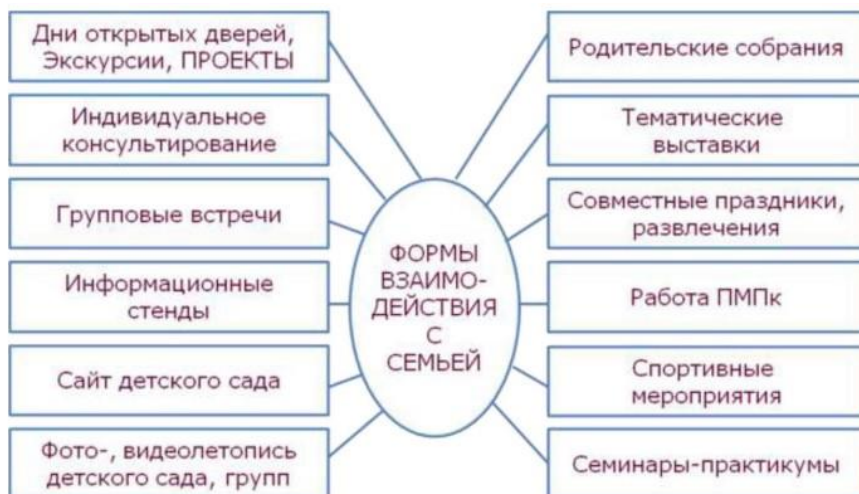 Дни открытых дверей,
Экскурсии, ПРОЕКТЫ
Индивидуальное
консультирование
Групповые встречи
Информационные
стенды
Сайт детского сада
Фото-, видеолетопись
детского сада, групп
ФОРМЫ
ВЗАИМО-
ДЕЙСТВИЯ
С
СЕМЬЕЙ
Родительские собрания
Тематические
выставки
Совместные праздники,
развлечения
Работа ПМПк
Спортивные
мероприятия
Семинары-практикумы